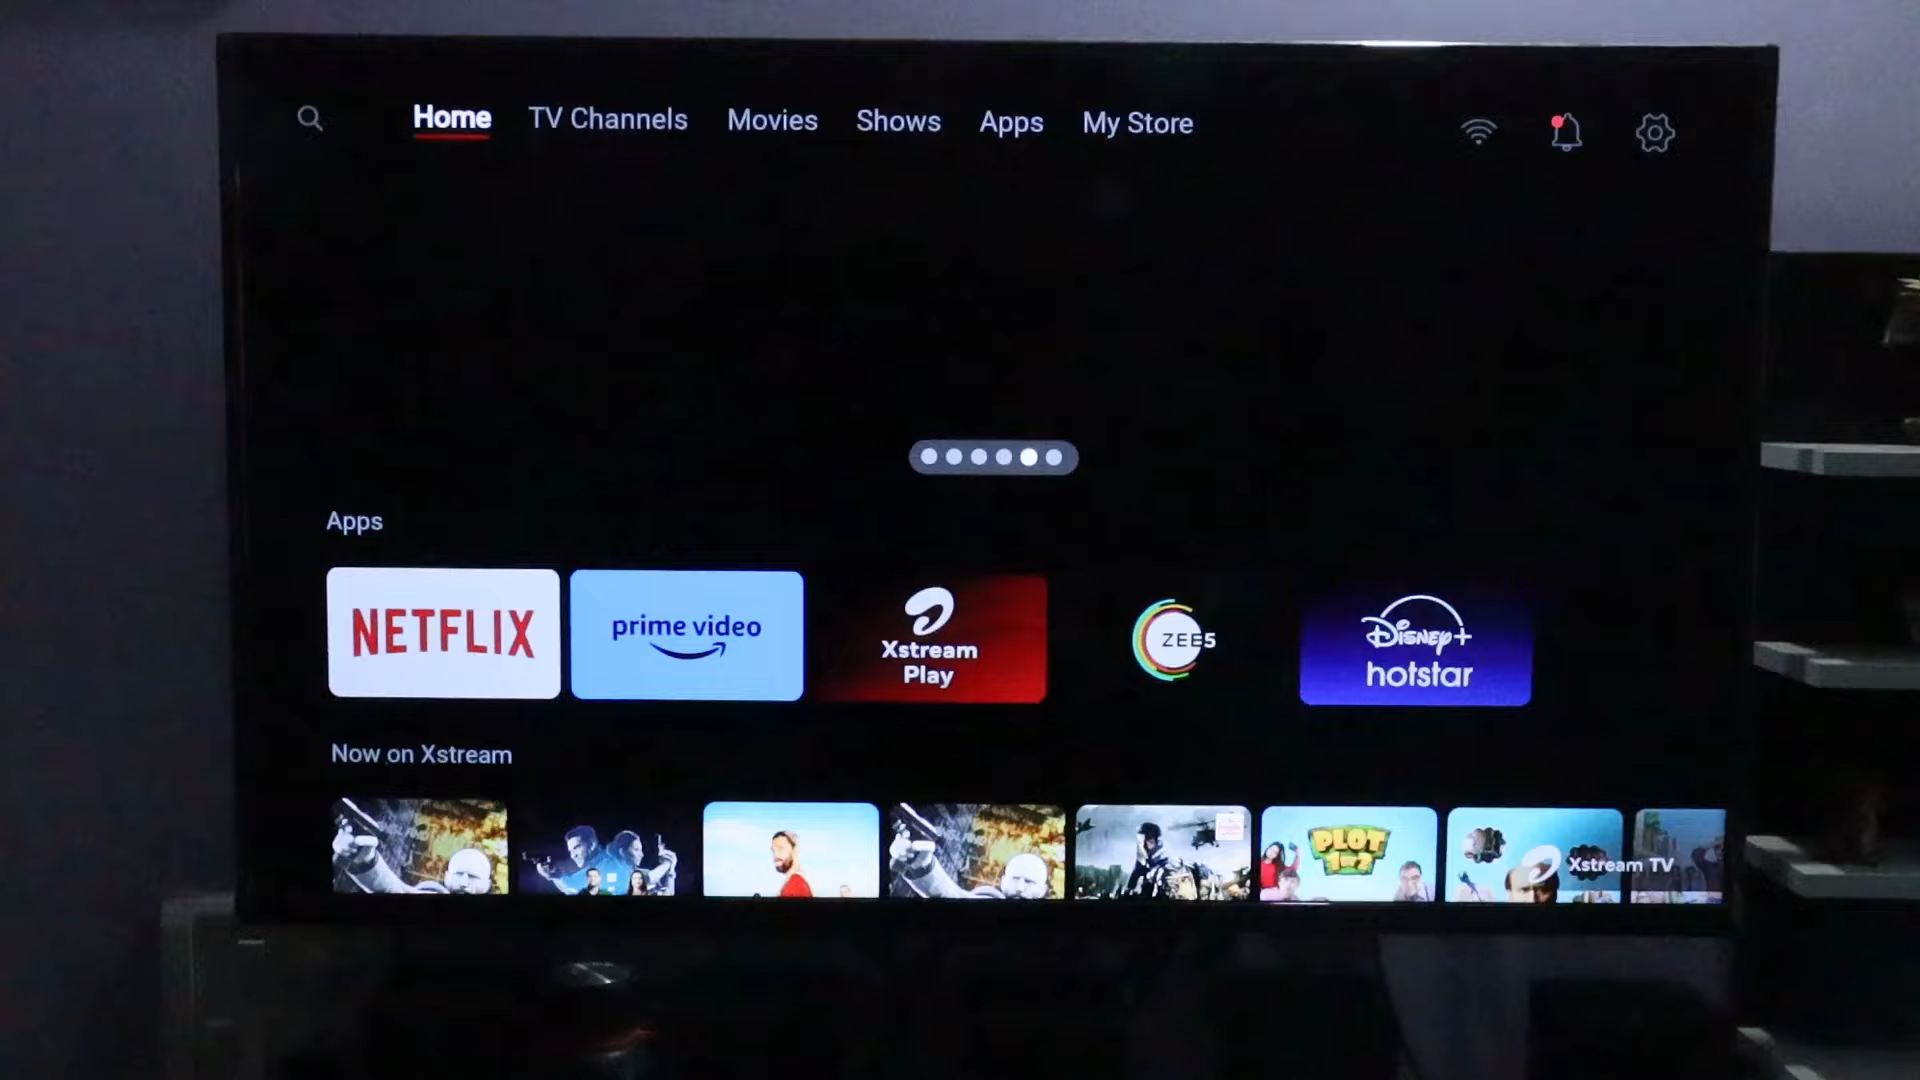 Home TV Channels Movies Shows Apps My Store
Apps
NETFLIX
prime video
Xstream
Play
ZEE5
Disney+
hotstar
Now on Xstream
PLOT
Xstream TV